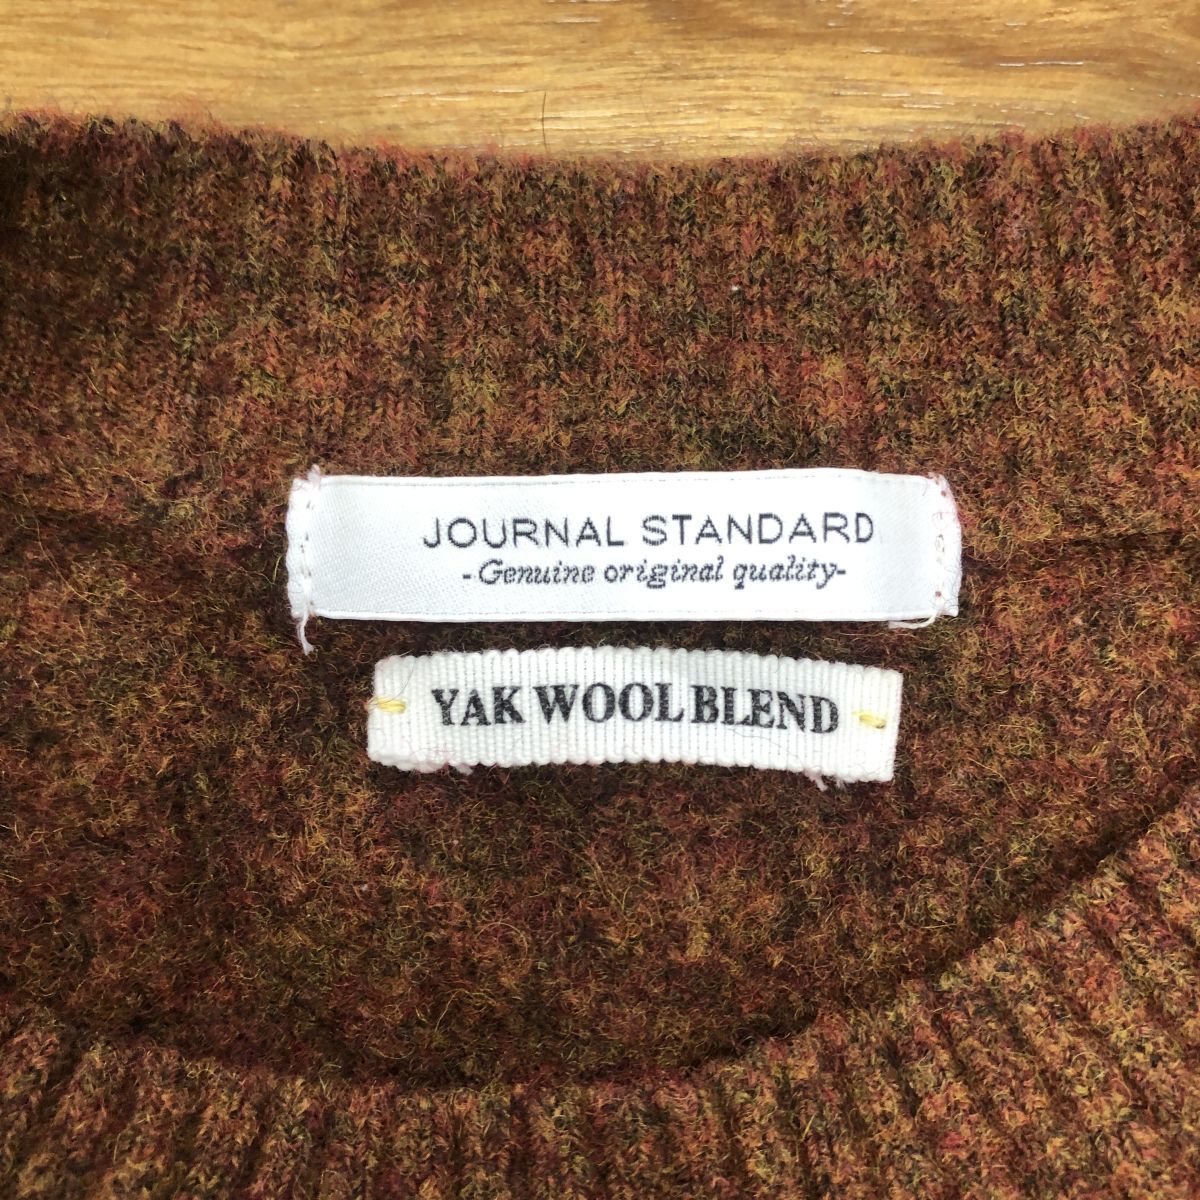 JOURNAL STANDARD
-Genuine original quality-
YAK WOOL BLEND